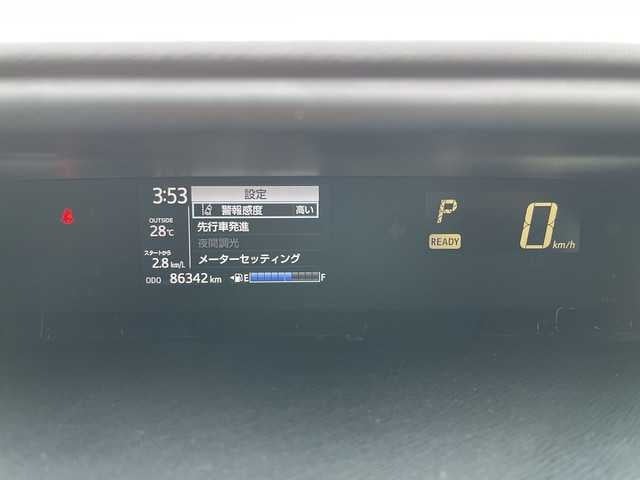 3:53
設定
警報感度 高い
OUTSIDE
28℃
先行車発進
夜間調光
スタートから
2.8 km/L
メーターセッティング
ODO 86342 km
E F
P
READY
0 km/h